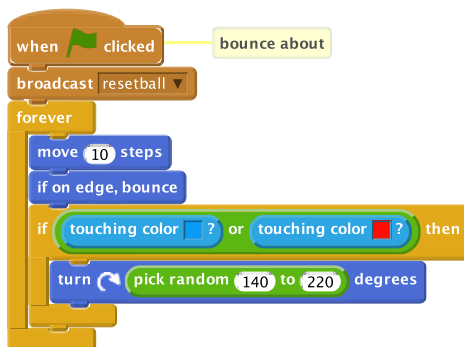 when clicked
bounce about
broadcast resetball
forever
move 10 steps
if on edge, bounce
if touching color ? or touching color ? then
turn pick random 140 to 220 degrees